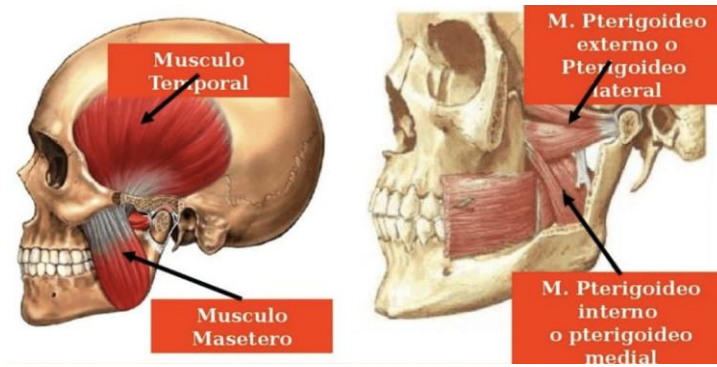 Musculo
Temporal
Musculo
Masetero
M. Pterigoideo
externo o
Pterigoideo
lateral
M. Pterigoideo
interno
o pterigoideo
medial